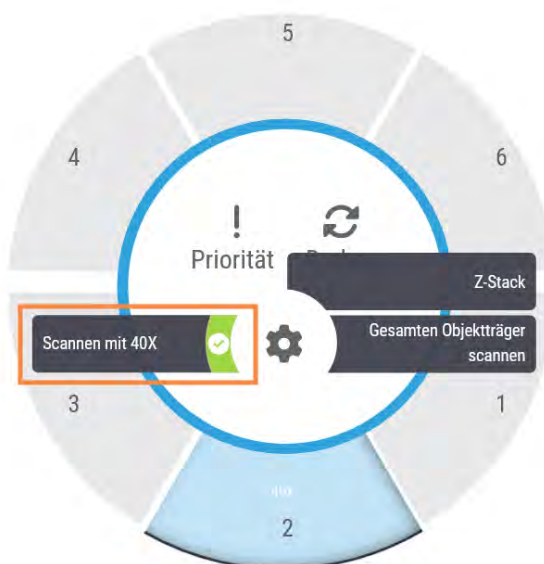 5
4
6
!
Priorität
Z-Stack
Scannen mit 40X
Gesamten Objektträger
scannen
3
1
2